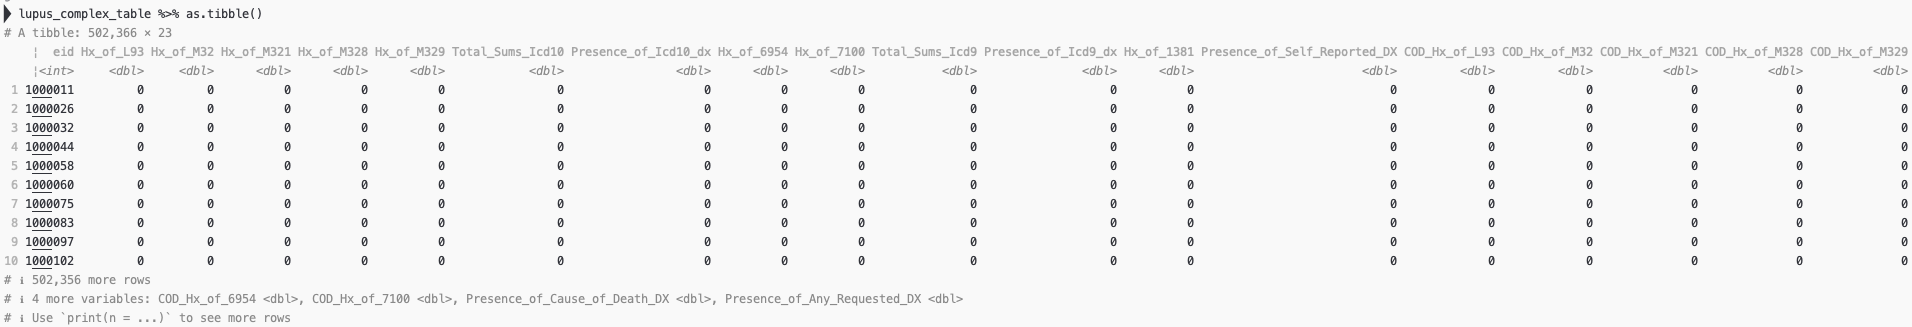 lupus_complex_table %>% as.tibble()
# A tibble: 502,366 × 23
¦ eid Hx_of_L93 Hx_of_M32 Hx_of_M321 Hx_of_M328 Hx_of_M329 Total_Sums_Icd10 Presence_of_Icd10_dx Hx_of_6954 Hx_of_7100 Total_Sums_Icd9 Presence_of_Icd9_dx Hx_of_1381 Presence_of_Self_Reported_DX COD_Hx_of_L93 COD_Hx_of_M32 COD_Hx_of_M321 COD_Hx_of_M328 COD_Hx_of_M329
¦<int> <dbl> <dbl> <dbl> <dbl> <dbl> <dbl> <dbl> <dbl> <dbl> <dbl> <dbl> <dbl> <dbl> <dbl> <dbl> <dbl> <dbl> <dbl>
1 1000011 0 0 0 0 0 0 0 0 0 0 0 0 0 0 0 0 0 0
2 1000026 0 0 0 0 0 0 0 0 0 0 0 0 0 0 0 0 0 0
3 1000032 0 0 0 0 0 0 0 0 0 0 0 0 0 0 0 0 0 0
4 1000044 0 0 0 0 0 0 0 0 0 0 0 0 0 0 0 0 0 0
5 1000058 0 0 0 0 0 0 0 0 0 0 0 0 0 0 0 0 0 0
6 1000060 0 0 0 0 0 0 0 0 0 0 0 0 0 0 0 0 0 0
7 1000075 0 0 0 0 0 0 0 0 0 0 0 0 0 0 0 0 0 0
8 1000083 0 0 0 0 0 0 0 0 0 0 0 0 0 0 0 0 0 0
9 1000097 0 0 0 0 0 0 0 0 0 0 0 0 0 0 0 0 0 0
10 1000102 0 0 0 0 0 0 0 0 0 0 0 0 0 0 0 0 0 0
# ℹ 502,356 more rows
# ℹ 4 more variables: COD_Hx_of_6954 <dbl>, COD_Hx_of_7100 <dbl>, Presence_of_Cause_of_Death_DX <dbl>, Presence_of_Any_Requested_DX <dbl>
# ℹ Use `print(n = ...)` to see more rows